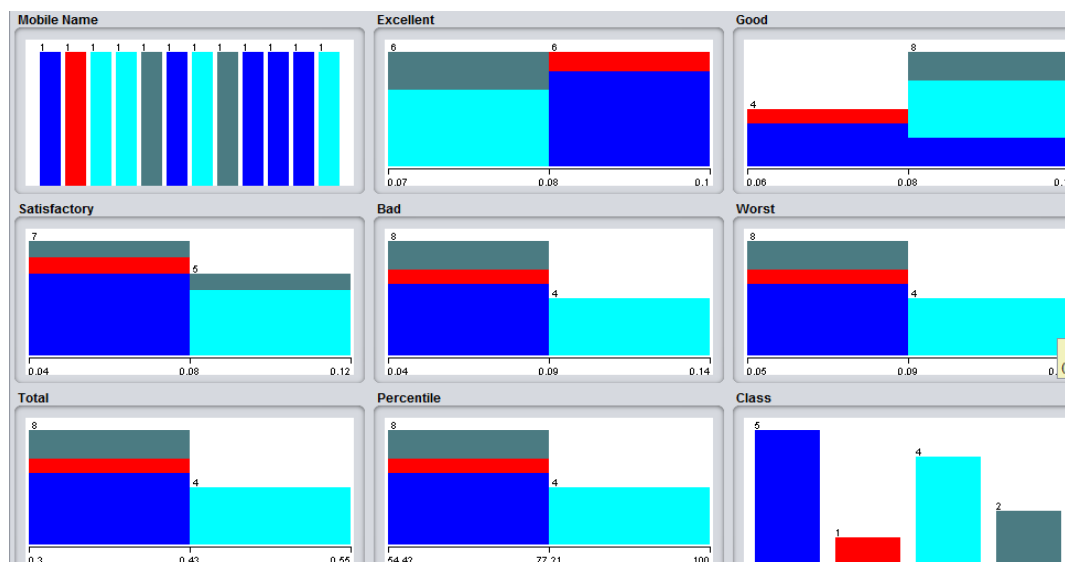 Mobile Name
1 1 1 1 1 1 1 1 1 1 1 1
Excellent
6 6
0.07 0.08 0.1
Good
4 8
0.06 0.08
Satisfactory
7 5
0.04 0.08 0.12
Bad
8 4
0.04 0.09 0.14
Worst
8 4
0.05 0.09
Total
8 4
0.3 0.43 0.55
Percentile
8 4
54.42 77.21 100
Class
5 1 4 2